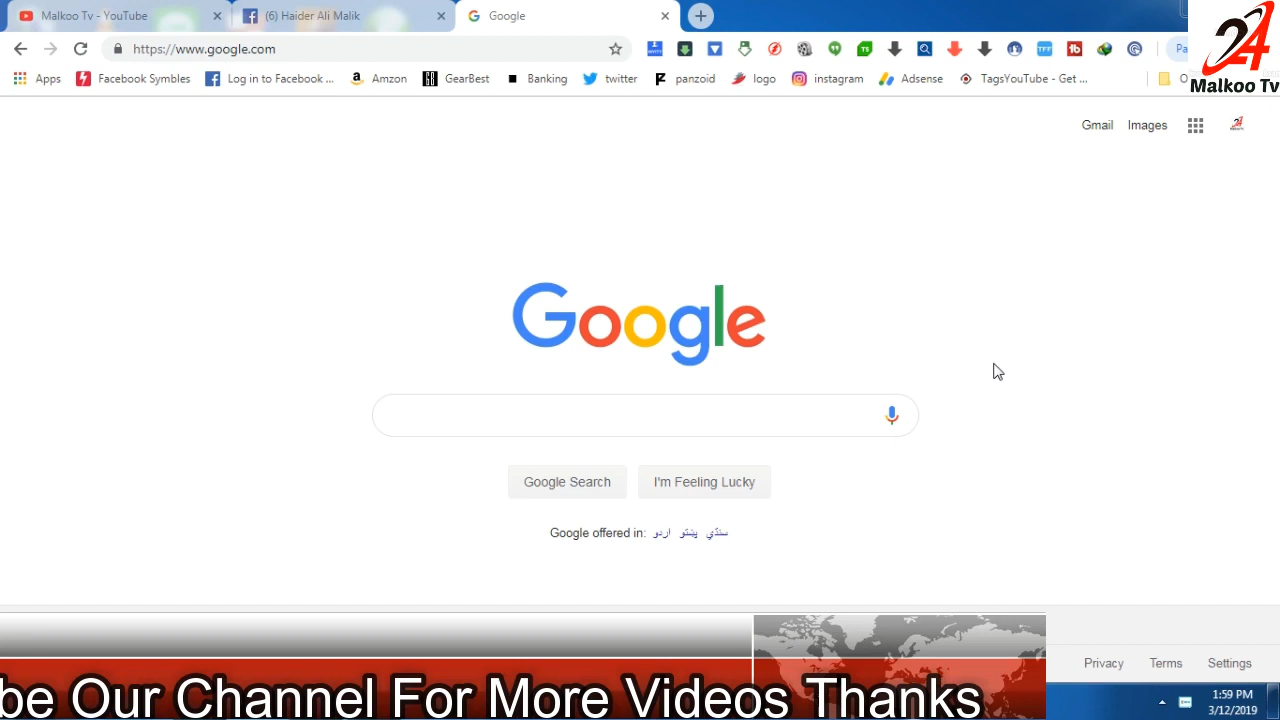 Malkoo Tv - YouTube
(6) Haider Ali Malik
Google
24
Malkoo Tv
https://www.google.com
Apps
Facebook Symbles
Log in to Facebook ...
Amzon
GearBest
Banking
twitter
panzoid
logo
instagram
Adsense
TagsYouTube - Get ...
Gmail
Images
Google
Google Search
I'm Feeling Lucky
Google offered in: اردو پښتو سنڌي
Privacy
Terms
Settings
be Our Channel For More Videos Thanks
1:59 PM
3/12/2019